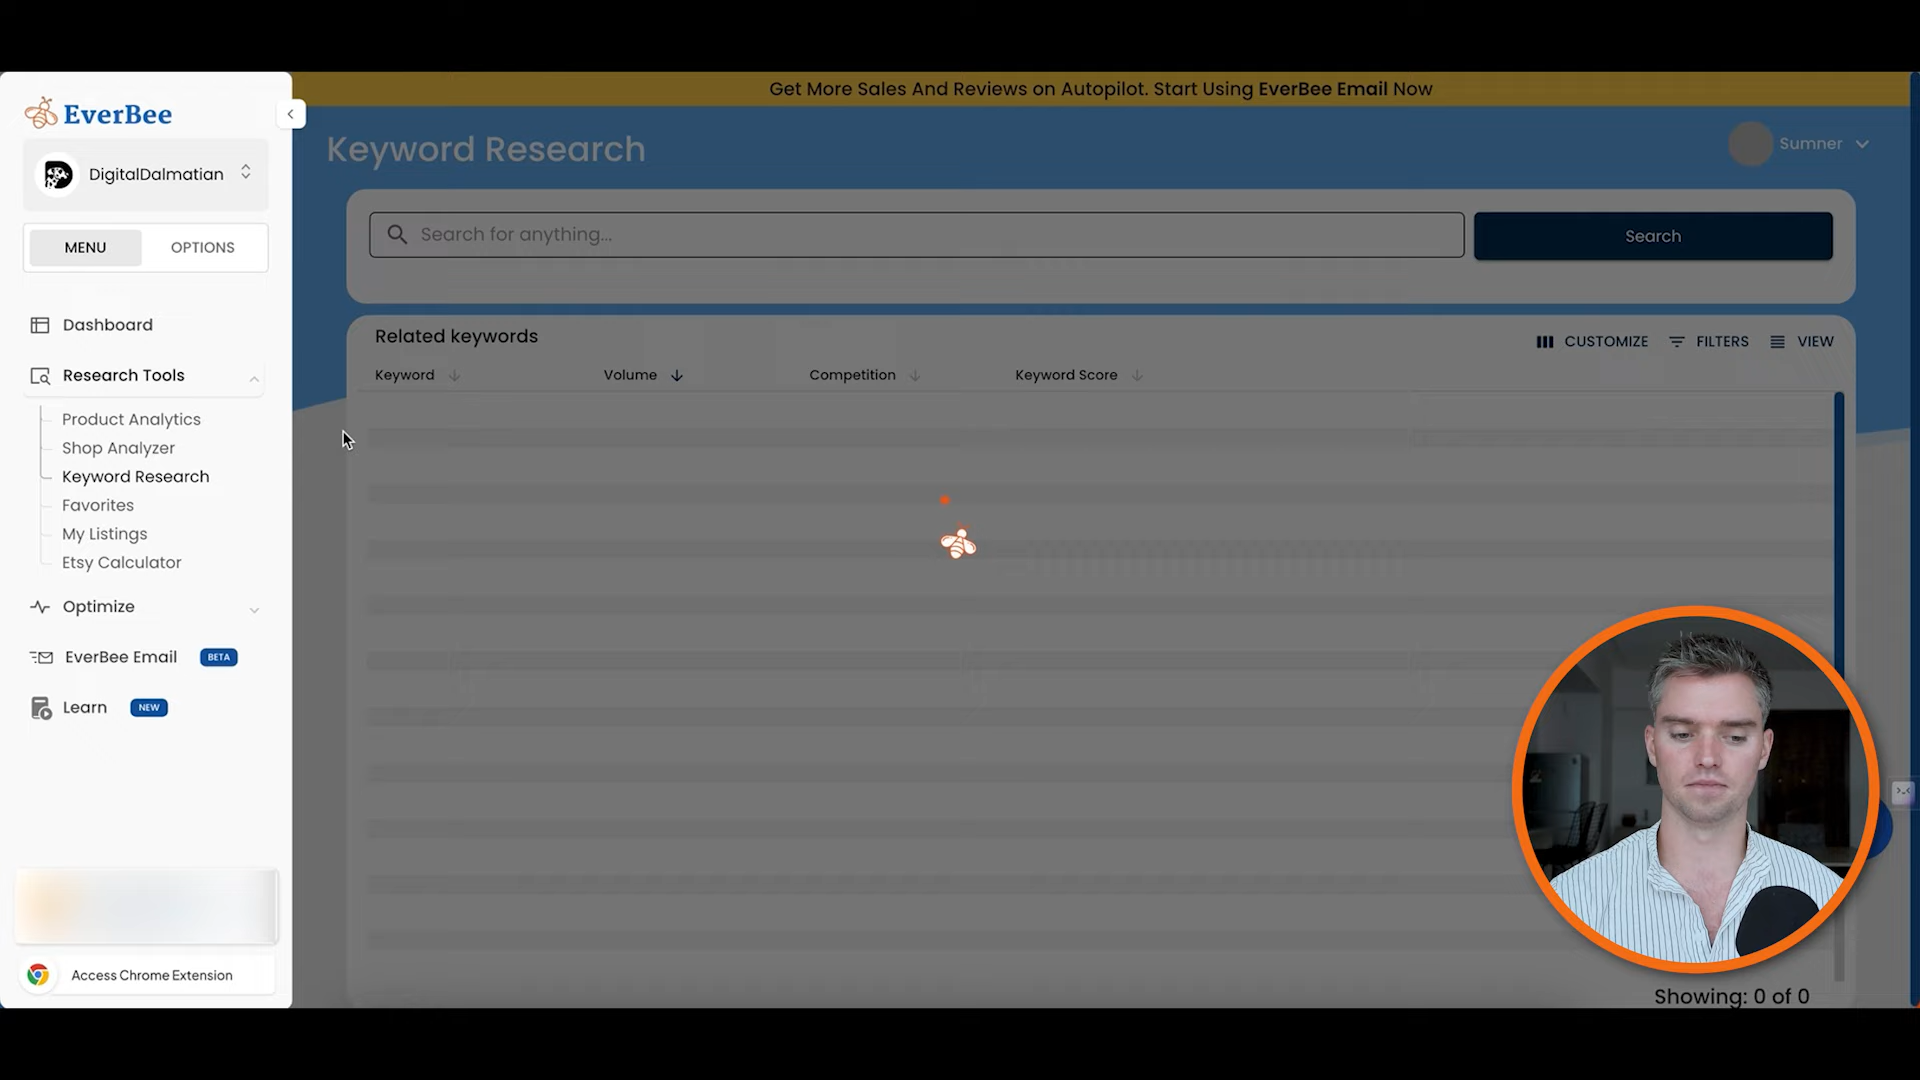 Get More Sales And Reviews on Autopilot. Start Using EverBee Email Now
EverBee
DigitalDalmatian
MENU
OPTIONS
Dashboard
Research Tools
Product Analytics
Shop Analyzer
Keyword Research
Favorites
My Listings
Etsy Calculator
Optimize
EverBee Email BETA
Learn NEW
Access Chrome Extension
Keyword Research
Sumner
Search for anything...
Search
Related keywords
CUSTOMIZE
FILTERS
VIEW
Keyword
Volume
Competition
Keyword Score
Showing: 0 of 0